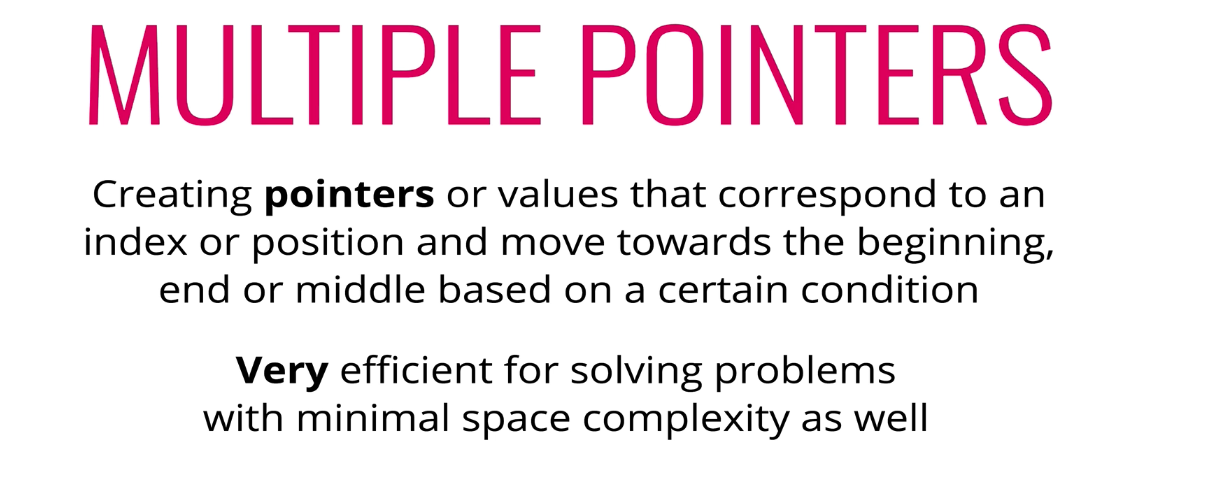 MULTIPLE POINTERS
Creating pointers or values that correspond to an
index or position and move towards the beginning,
end or middle based on a certain condition
Very efficient for solving problems
with minimal space complexity as well